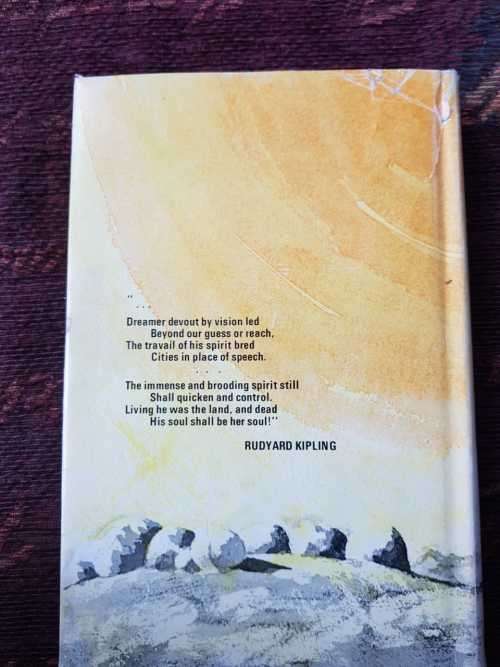 "
...
Dreamer devout by vision led
Beyond our guess or reach,
The travail of his spirit bred
Cities in place of speech.
...
The immense and brooding spirit still
Shall quicken and control.
Living he was the land, and dead
His soul shall be her soul!"
RUDYARD KIPLING